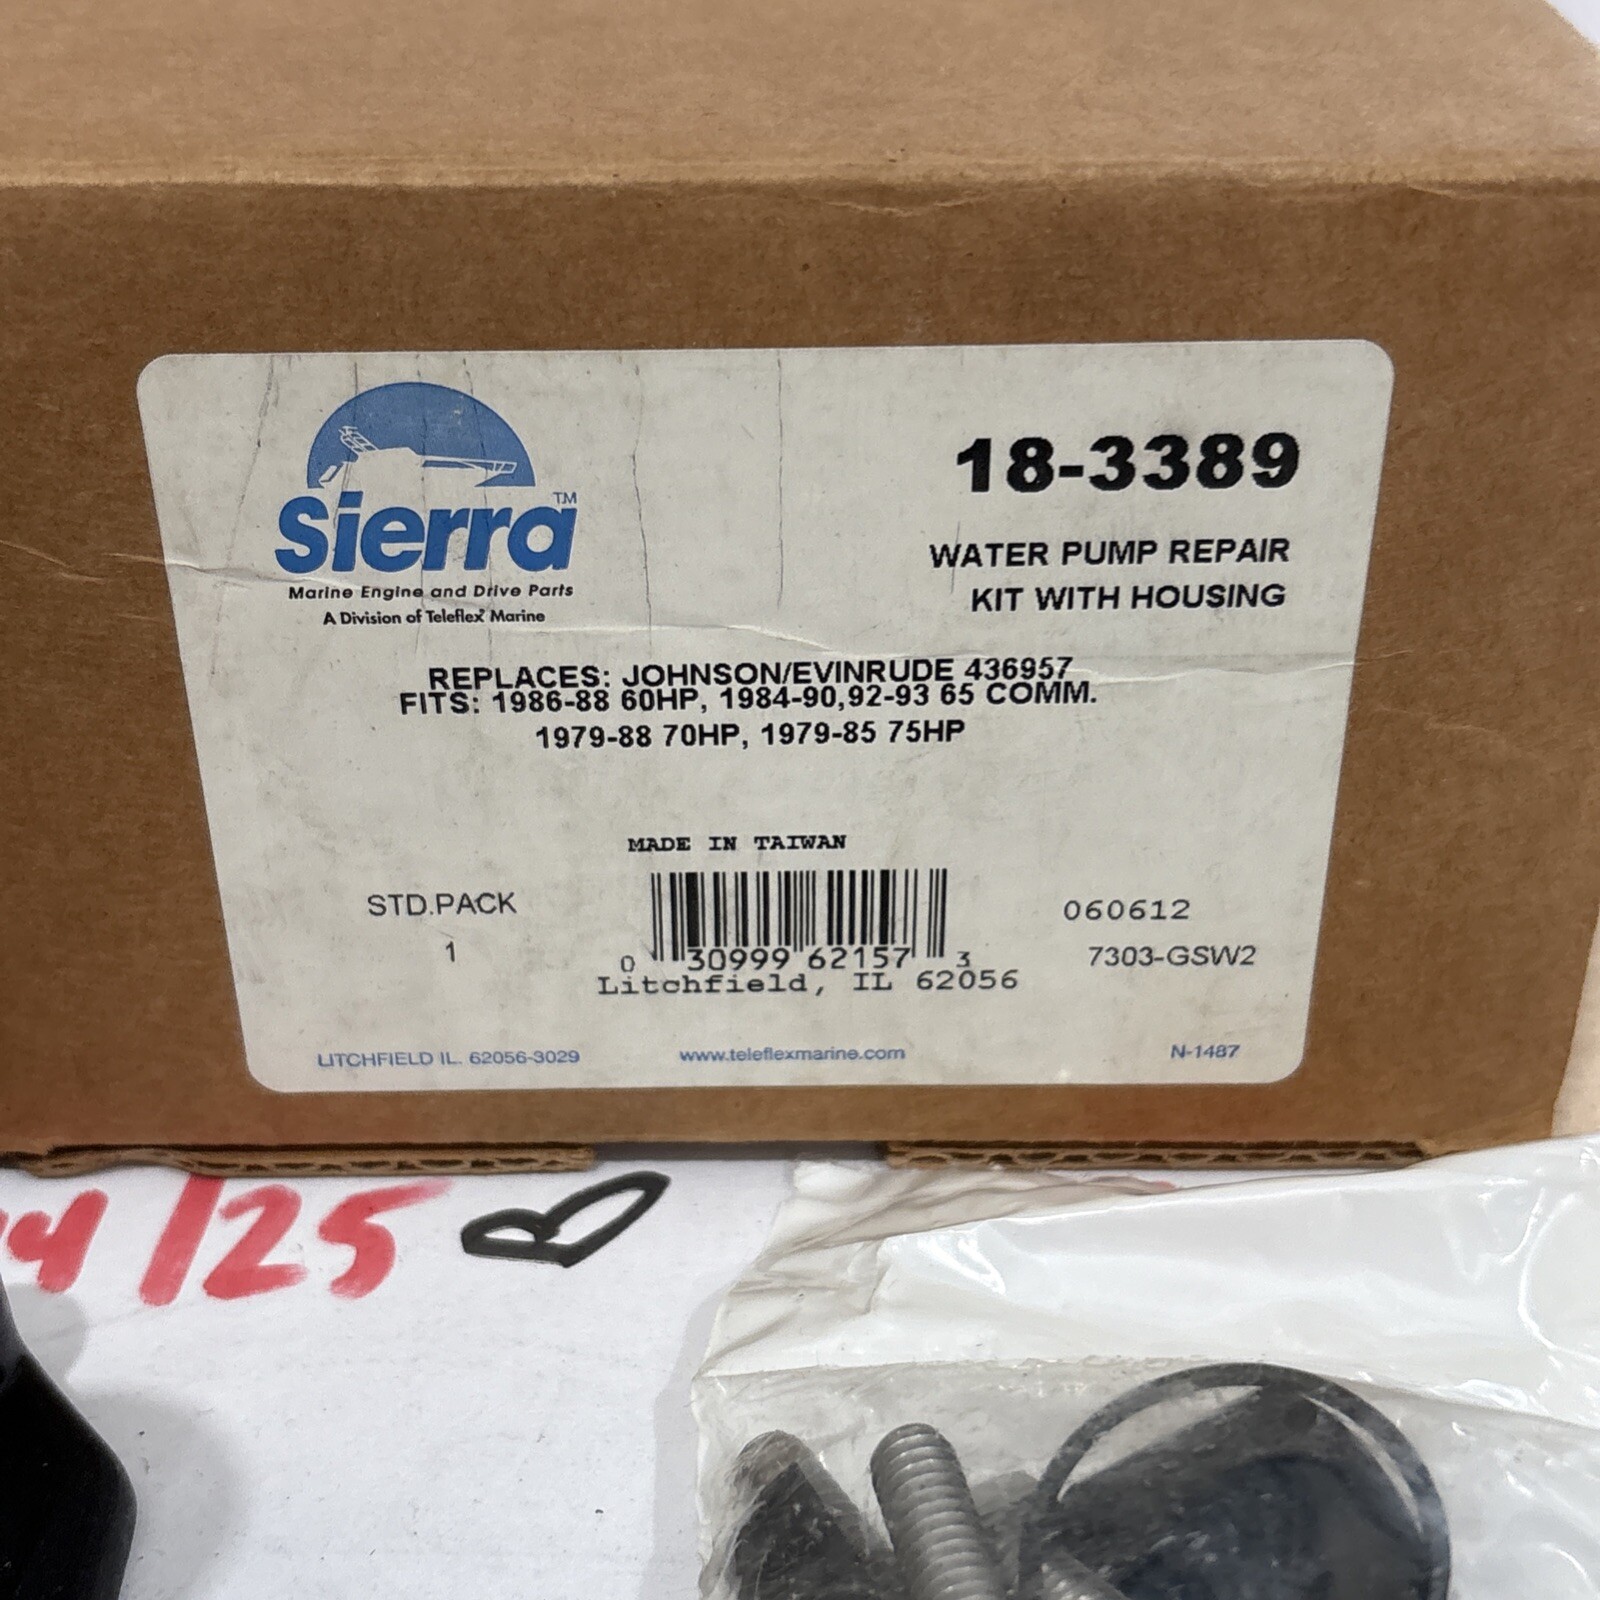 Sierra™
Marine Engine and Drive Parts
A Division of Teleflex® Marine
18-3389
WATER PUMP REPAIR
KIT WITH HOUSING
REPLACES: JOHNSON/EVINRUDE 436957
FITS: 1986-88 60HP, 1984-90,92-93 65 COMM.
1979-88 70HP, 1979-85 75HP
MADE IN TAIWAN
STD.PACK
1
0 30999 62157 3
Litchfield, IL 62056
060612
7303-GSW2
LITCHFIELD IL. 62056-3029
www.teleflexmarine.com
N-1487
4/25